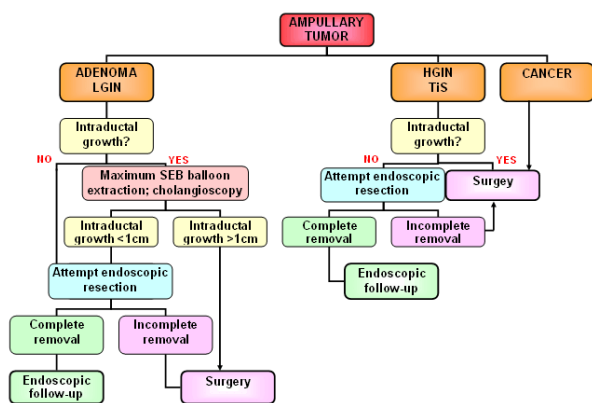 AMPULLARY
TUMOR
ADENOMA
LGIN
HGIN
TiS
CANCER
Intraductal
growth?
Intraductal
growth?
NO
YES
NO
YES
Maximum SEB balloon
extraction; cholangioscopy
Attempt endoscopic
resection
Surgey
Intraductal
growth <1cm
Intraductal
growth >1cm
Complete
removal
Incomplete
removal
Attempt endoscopic
resection
Endoscopic
follow-up
Complete
removal
Incomplete
removal
Endoscopic
follow-up
Surgery